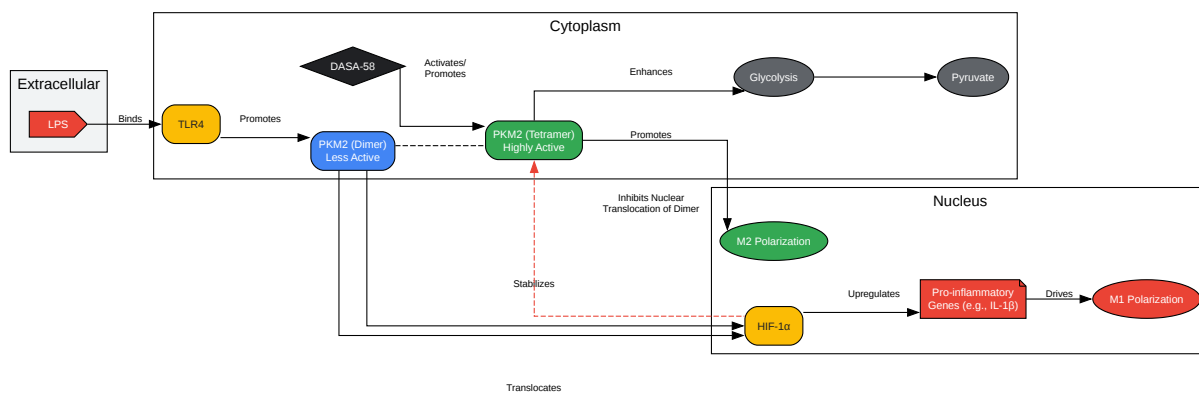 Cytoplasm
Extracellular
LPS
Binds
TLR4
Promotes
DASA-58
Activates/
Promotes
PKM2 (Dimer)
Less Active
PKM2 (Tetramer)
Highly Active
Enhances
Glycolysis
Pyruvate
Promotes
Inhibits Nuclear
Translocation of Dimer
Nucleus
M2 Polarization
Stabilizes
HIF-1α
Upregulates
Pro-inflammatory
Genes (e.g., IL-1β)
Drives
M1 Polarization
Translocates